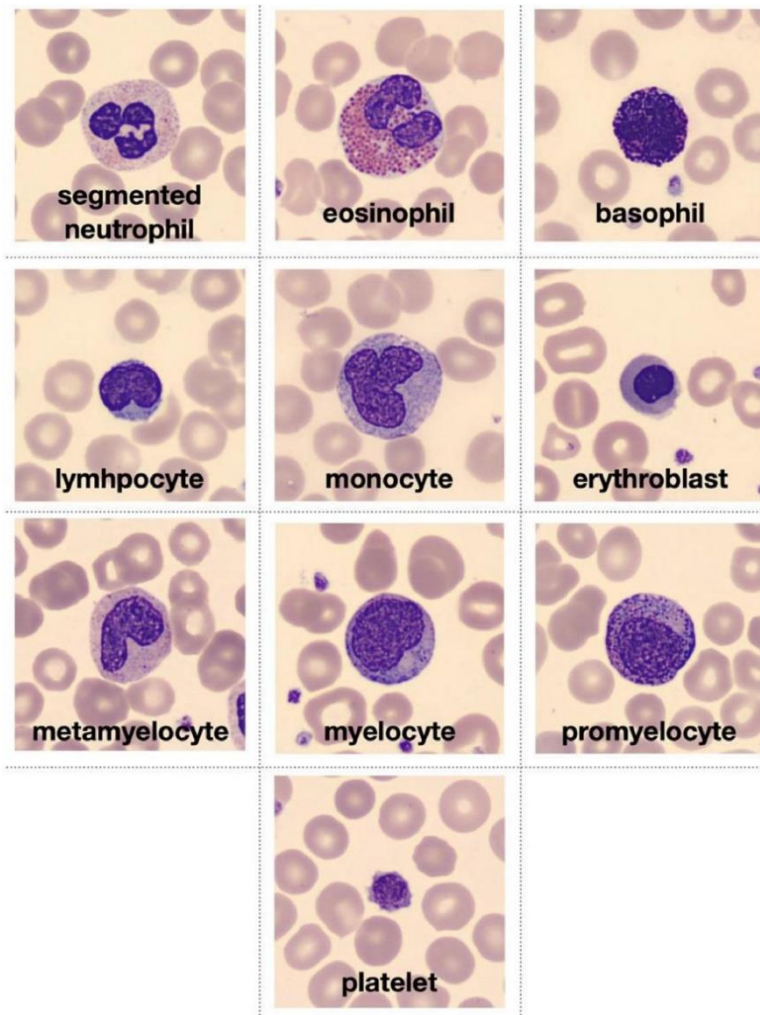 segmented
neutrophil
eosinophil
basophil
lymhpocyte
monocyte
erythroblast
metamyelocyte
myelocyte
promyelocyte
platelet